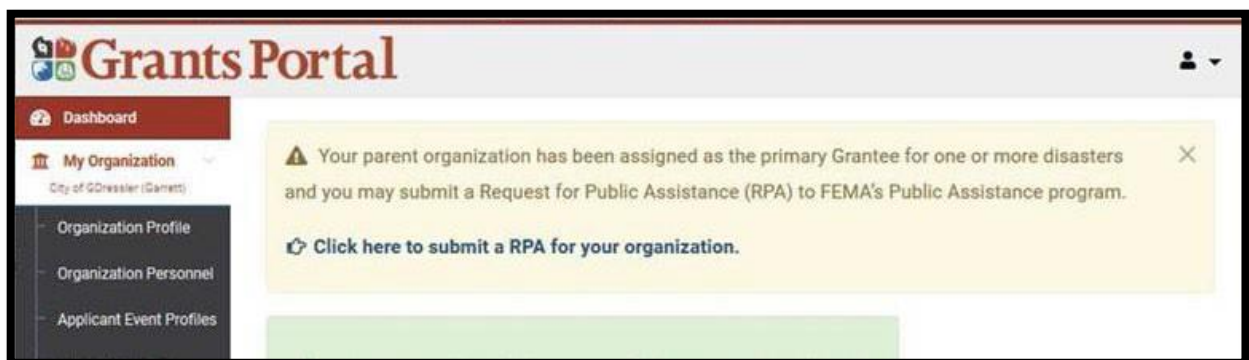 Grants Portal
Dashboard
My Organization
City of GDressler (Garrett)
Organization Profile
Organization Personnel
Applicant Event Profiles
Your parent organization has been assigned as the primary Grantee for one or more disasters
and you may submit a Request for Public Assistance (RPA) to FEMA's Public Assistance program.
Click here to submit a RPA for your organization.